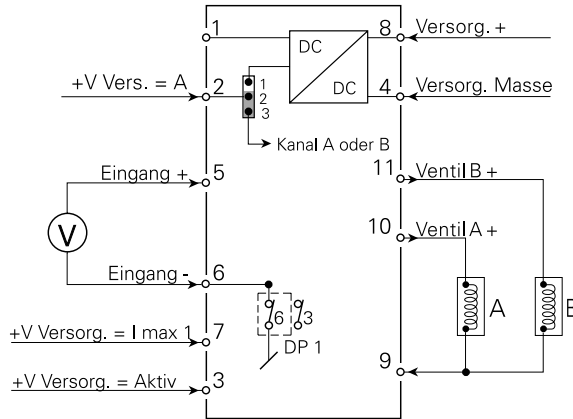 1
DC
DC
8
Versorg. +
+V Vers. = A
2
1
2
3
4
Versorg. Masse
Kanal A oder B
Eingang +
5
11
Ventil B +
V
10
Ventil A +
Eingang -
6
6
3
DP 1
A
B
+V Versorg. = I max 1
7
9
+V Versorg. = Aktiv
3